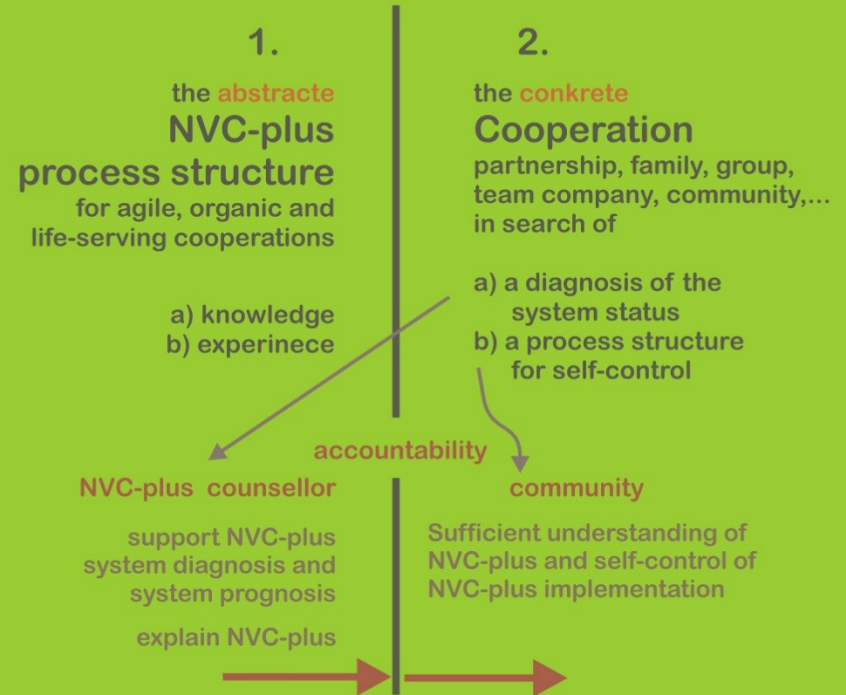 1.
the abstracte
NVC-plus
process structure
for agile, organic and
life-serving cooperations
a) knowledge
b) experinece
2.
the conkrete
Cooperation
partnership, family, group,
team company, community,...
in search of
a) a diagnosis of the
system status
b) a process structure
for self-control
accountability
NVC-plus counsellor
support NVC-plus
system diagnosis and
system prognosis
explain NVC-plus
community
Sufficient understanding of
NVC-plus and self-control of
NVC-plus implementation